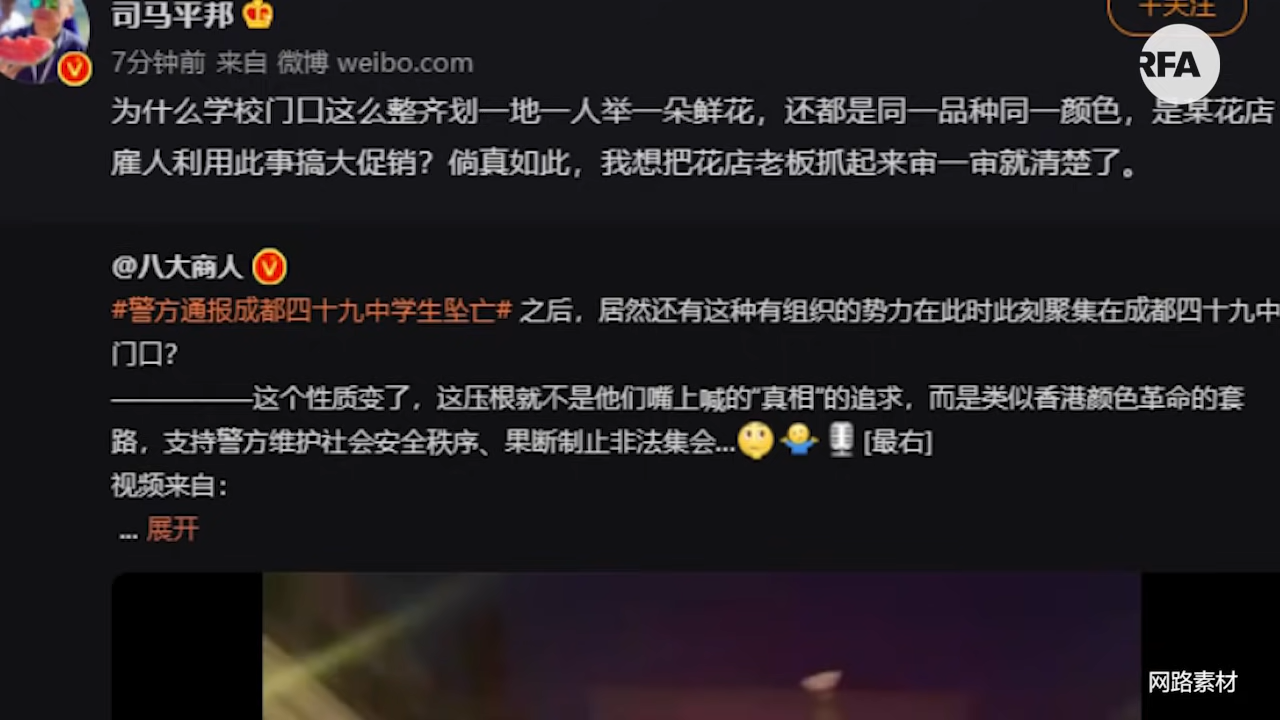 司马平邦
十关注
7分钟前 来自 微博 weibo.com
RFA
为什么学校门口这么整齐划一地一人举一朵鲜花，还都是同一品种同一颜色，是某花店
雇人利用此事搞大促销？倘真如此，我想把花店老板抓起来审一审就清楚了。
@八大商人
#警方通报成都四十九中学生坠亡# 之后，居然还有这种有组织的势力在此时此刻聚集在成都四十九中
门口？
——————这个性质变了，这压根就不是他们嘴上喊的“真相”的追求，而是类似香港颜色革命的套
路，支持警方维护社会安全秩序、果断制止非法集会...🤔🤷🎙[最右]
视频来自：
... 展开
网路素材